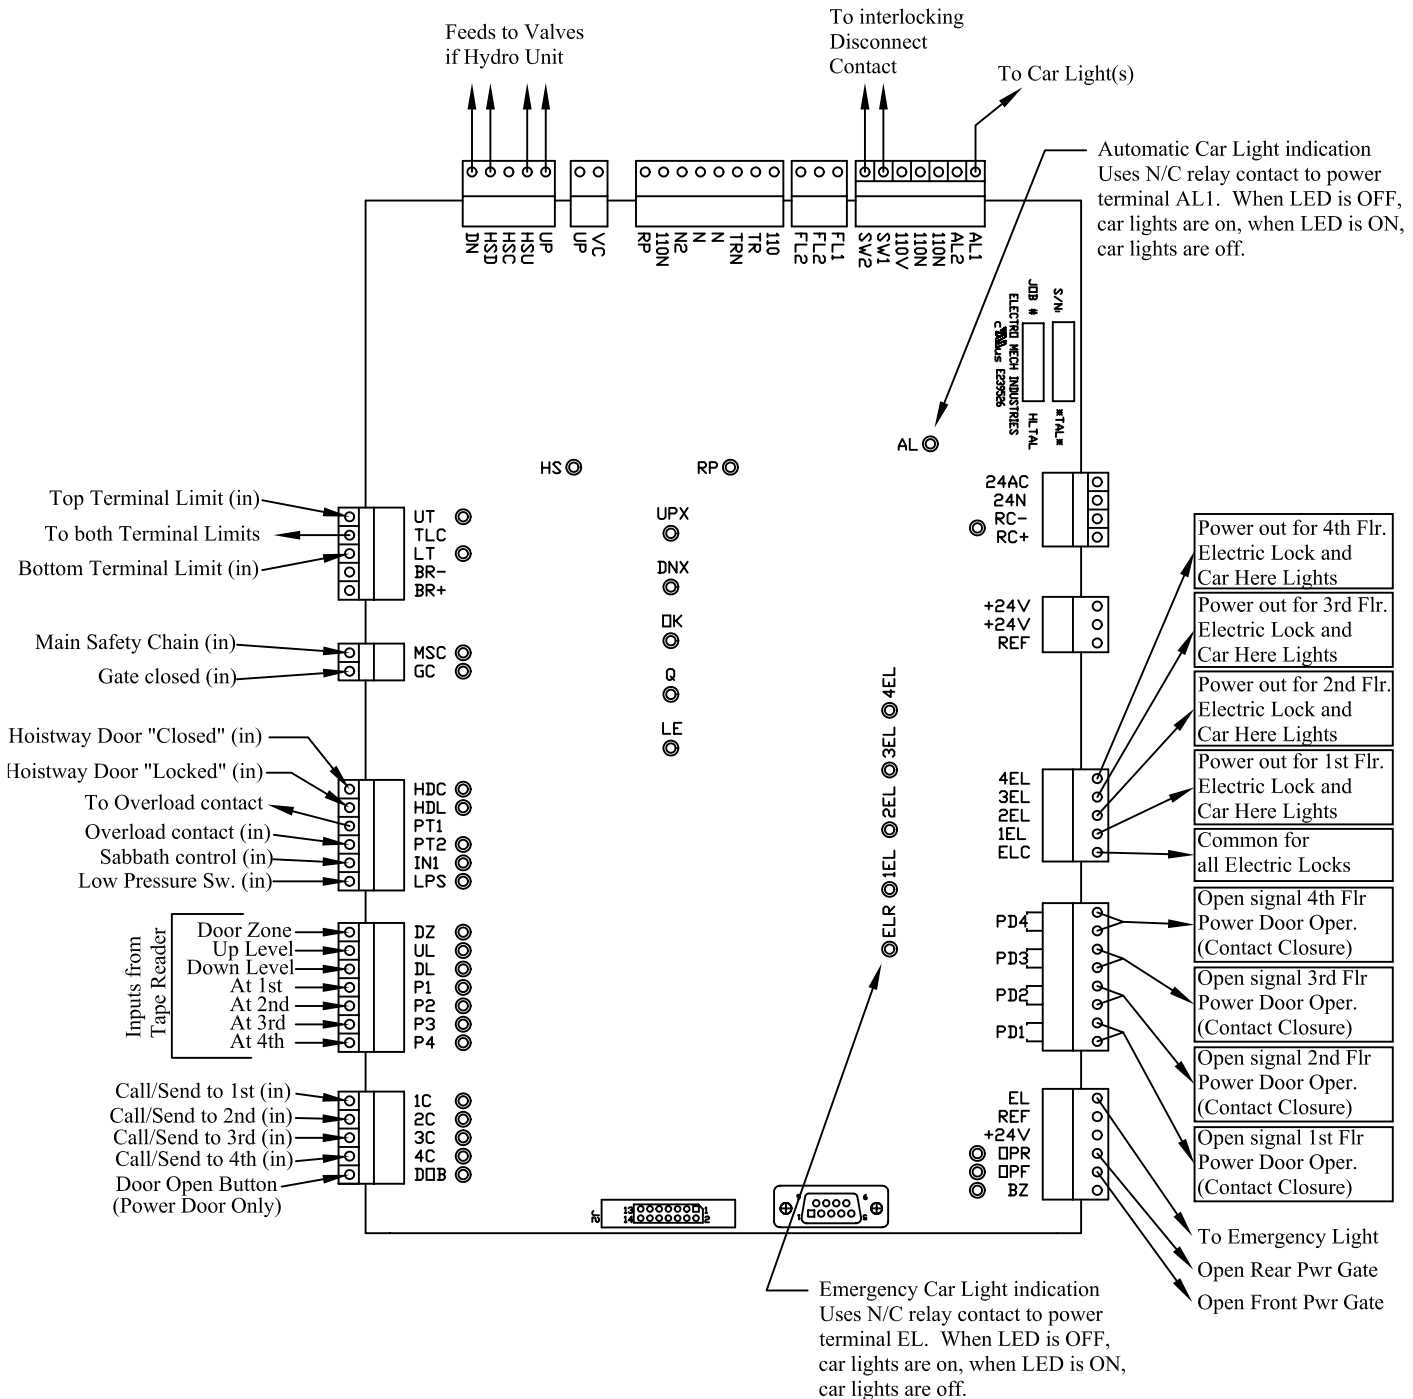 Feeds to Valves
if Hydro Unit
To interlocking
Disconnect
Contact
To Car Light(s)
Automatic Car Light indication
Uses N/C relay contact to power
terminal AL1.  When LED is OFF,
car lights are on, when LED is ON,
car lights are off.
DN
HSD
HSC
HSU
UP
UP
VC
RP
110N
N2
N
N
TRN
TR
110
FL2
FL2
FL1
SW2
SW1
110V
110N
110N
AL2
AL1
S/N:
*TAL*
JOB #
HLTAL
ELECTRO MECH INDUSTRIES
E239526
AL
HS
RP
UPX
DNX
OK
Q
LE
4EL
3EL
2EL
1EL
ELR
Top Terminal Limit (in)
To both Terminal Limits
Bottom Terminal Limit (in)
UT
TLC
LT
BR-
BR+
Main Safety Chain (in)
Gate closed (in)
MSC
GC
Hoistway Door "Closed" (in)
Hoistway Door "Locked" (in)
To Overload contact
Overload contact (in)
Sabbath control (in)
Low Pressure Sw. (in)
HDC
HDL
PT1
PT2
IN1
LPS
Inputs from
Tape Reader
Door Zone
Up Level
Down Level
At 1st
At 2nd
At 3rd
At 4th
DZ
UL
DL
P1
P2
P3
P4
Call/Send to 1st (in)
Call/Send to 2nd (in)
Call/Send to 3rd (in)
Call/Send to 4th (in)
Door Open Button
(Power Door Only)
1C
2C
3C
4C
DOB
24AC
24N
RC-
RC+
+24V
+24V
REF
4EL
3EL
2EL
1EL
ELC
PD4
PD3
PD2
PD1
EL
REF
+24V
OPR
OPF
BZ
Power out for 4th Flr.
Electric Lock and
Car Here Lights
Power out for 3rd Flr.
Electric Lock and
Car Here Lights
Power out for 2nd Flr.
Electric Lock and
Car Here Lights
Power out for 1st Flr.
Electric Lock and
Car Here Lights
Common for
all Electric Locks
Open signal 4th Flr
Power Door Oper.
(Contact Closure)
Open signal 3rd Flr
Power Door Oper.
(Contact Closure)
Open signal 2nd Flr
Power Door Oper.
(Contact Closure)
Open signal 1st Flr
Power Door Oper.
(Contact Closure)
To Emergency Light
Open Rear Pwr Gate
Open Front Pwr Gate
J2
13
1
14
2
9
6
1
Emergency Car Light indication
Uses N/C relay contact to power
terminal EL.  When LED is OFF,
car lights are on, when LED is ON,
car lights are off.